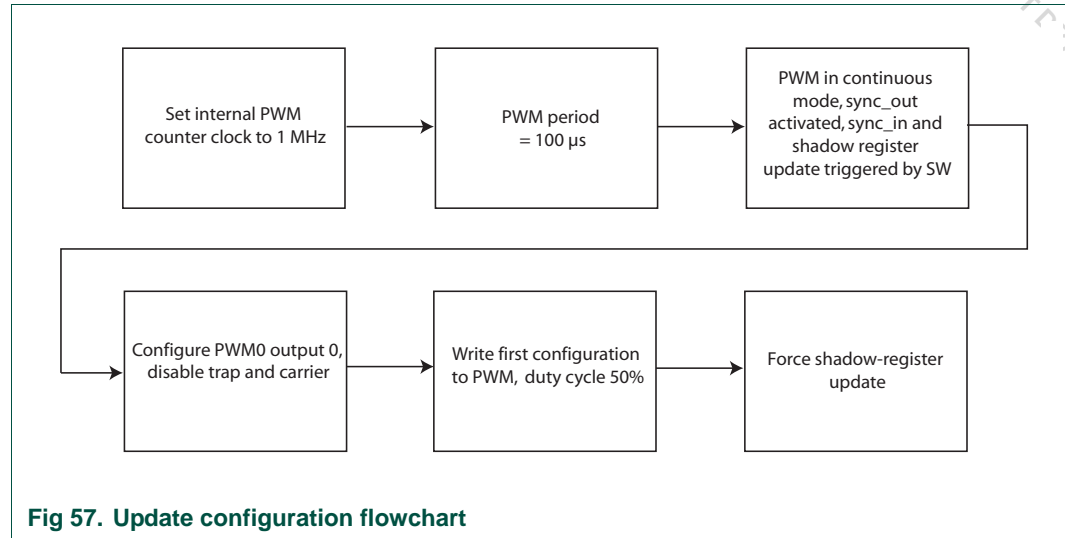 Set internal PWM
counter clock to 1 MHz
PWM period
= 100 µs
PWM in continuous
mode, sync_out
activated, sync_in and
shadow register
update triggered by SW
Configure PWM0 output 0,
disable trap and carrier
Write first configuration
to PWM, duty cycle 50%
Force shadow-register
update
Fig 57. Update configuration flowchart